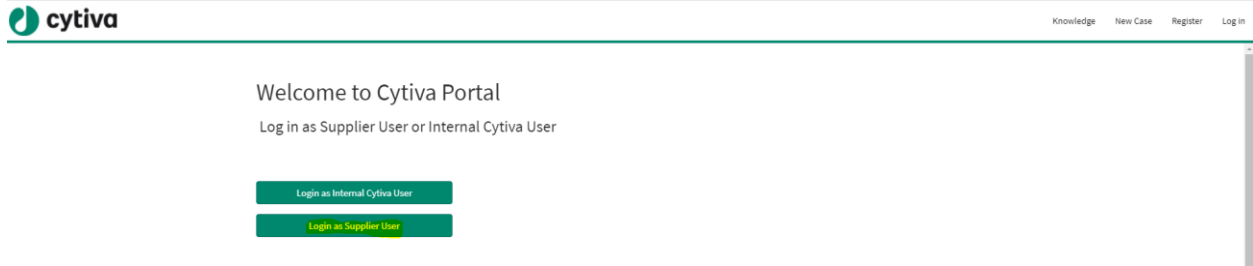 cytiva
Knowledge New Case Register Log in
Welcome to Cytiva Portal
Log in as Supplier User or Internal Cytiva User
Login as Internal Cytiva User
Login as Supplier User